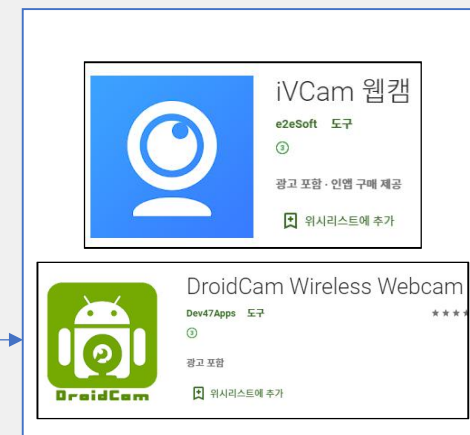 iVCam 웹캠
e2eSoft 도구
3
광고 포함 · 인앱 구매 제공
위시리스트에 추가
DroidCam Wireless Webcam
Dev47Apps 도구
3
광고 포함
위시리스트에 추가
DroidCam